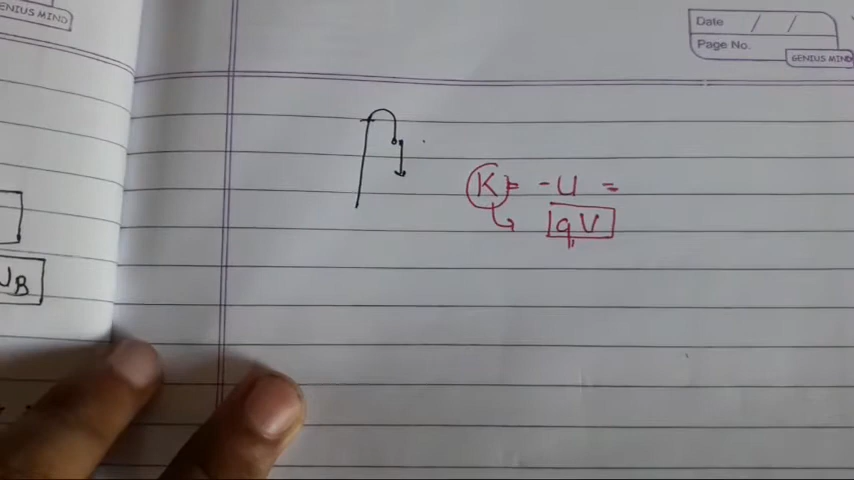 GENIUS MIND
Date / /
Page No.
GENIUS MIND
K = - U =
qV
UB